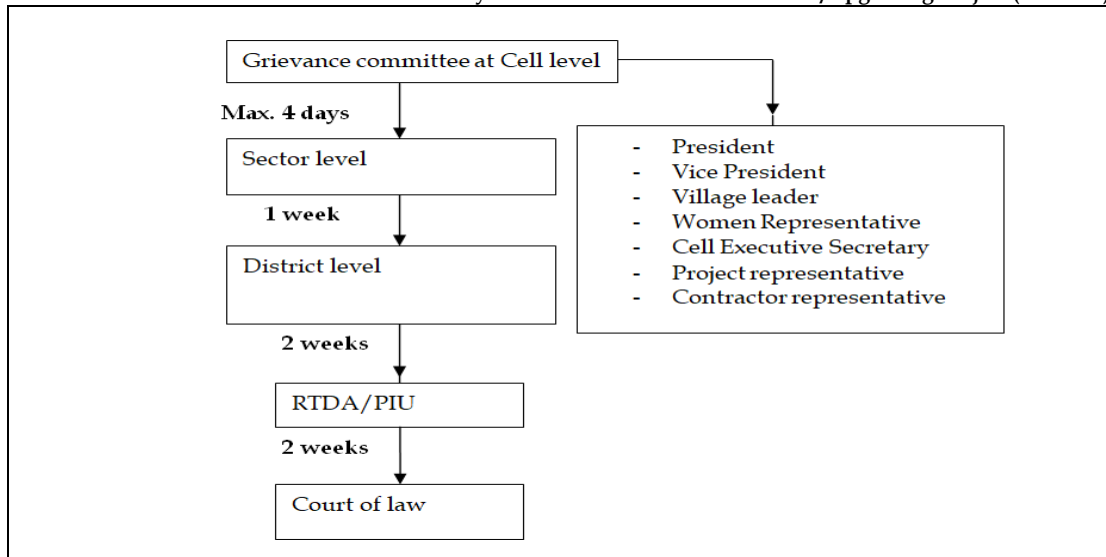 Grievance committee at Cell level
Max. 4 days
Sector level
1 week
District level
2 weeks
RTDA/PIU
2 weeks
Court of law
- President
- Vice President
- Village leader
- Women Representative
- Cell Executive Secretary
- Project representative
- Contractor representative